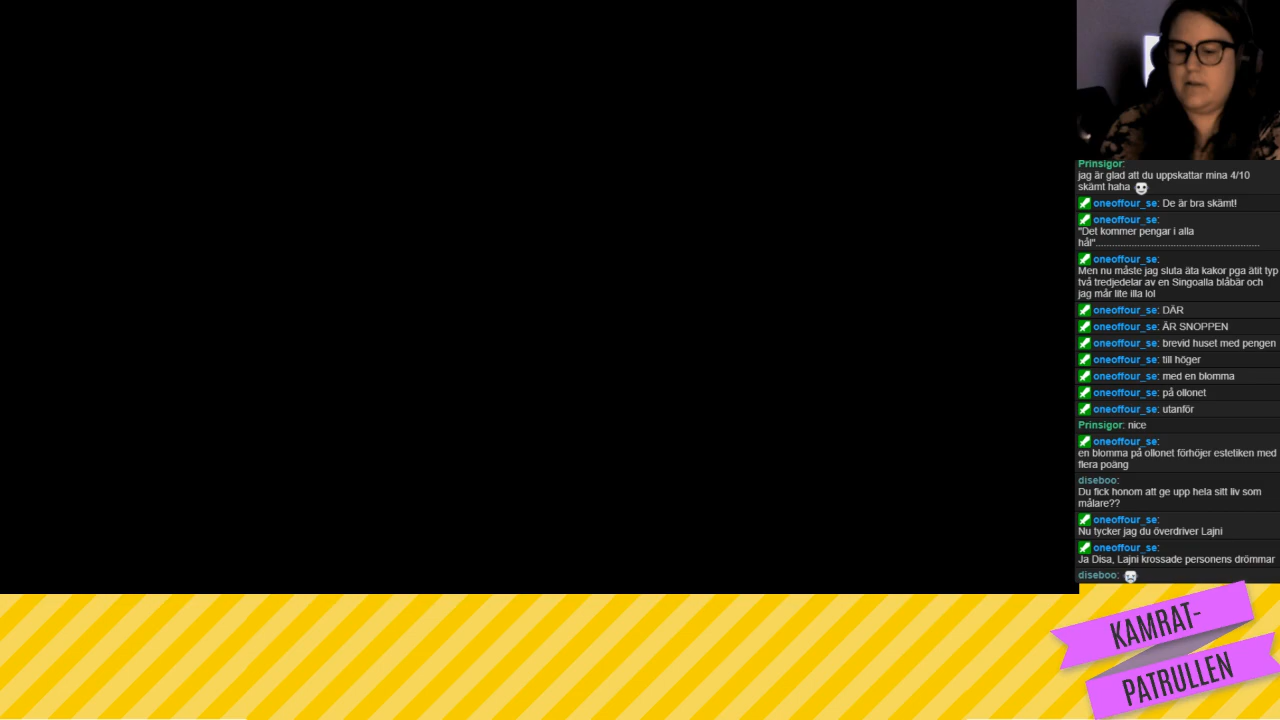 Prinsigor:
jag är glad att du uppskattar mina 4/10
skämt haha
oneoffour_se: De är bra skämt!
oneoffour_se:
"Det kommer pengar i alla
hål"............................................................
oneoffour_se:
Men nu måste jag sluta äta kakor pga ätit typ
två tredjedelar av en Singoalla blåbär och
jag mår lite illa lol
oneoffour_se: DÄR
oneoffour_se: ÄR SNOPPEN
oneoffour_se: brevid huset med pengen
oneoffour_se: till höger
oneoffour_se: med en blomma
oneoffour_se: på ollonet
oneoffour_se: utanför
Prinsigor: nice
oneoffour_se:
en blomma på ollonet förhöjer estetiken med
flera poäng
diseboo:
Du fick honom att ge upp hela sitt liv som
målare??
oneoffour_se:
Nu tycker jag du överdriver Lajni
oneoffour_se:
Ja Disa, Lajni krossade personens drömmar
diseboo:
KAMRAT-
PATRULLEN